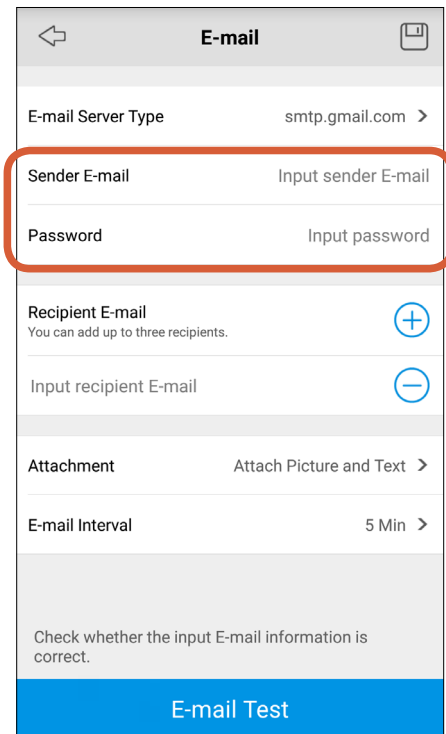 E-mail
E-mail Server Type smtp.gmail.com
Sender E-mail Input sender E-mail
Password Input password
Recipient E-mail
You can add up to three recipients.
Input recipient E-mail
Attachment Attach Picture and Text
E-mail Interval 5 Min
Check whether the input E-mail information is
correct.
E-mail Test